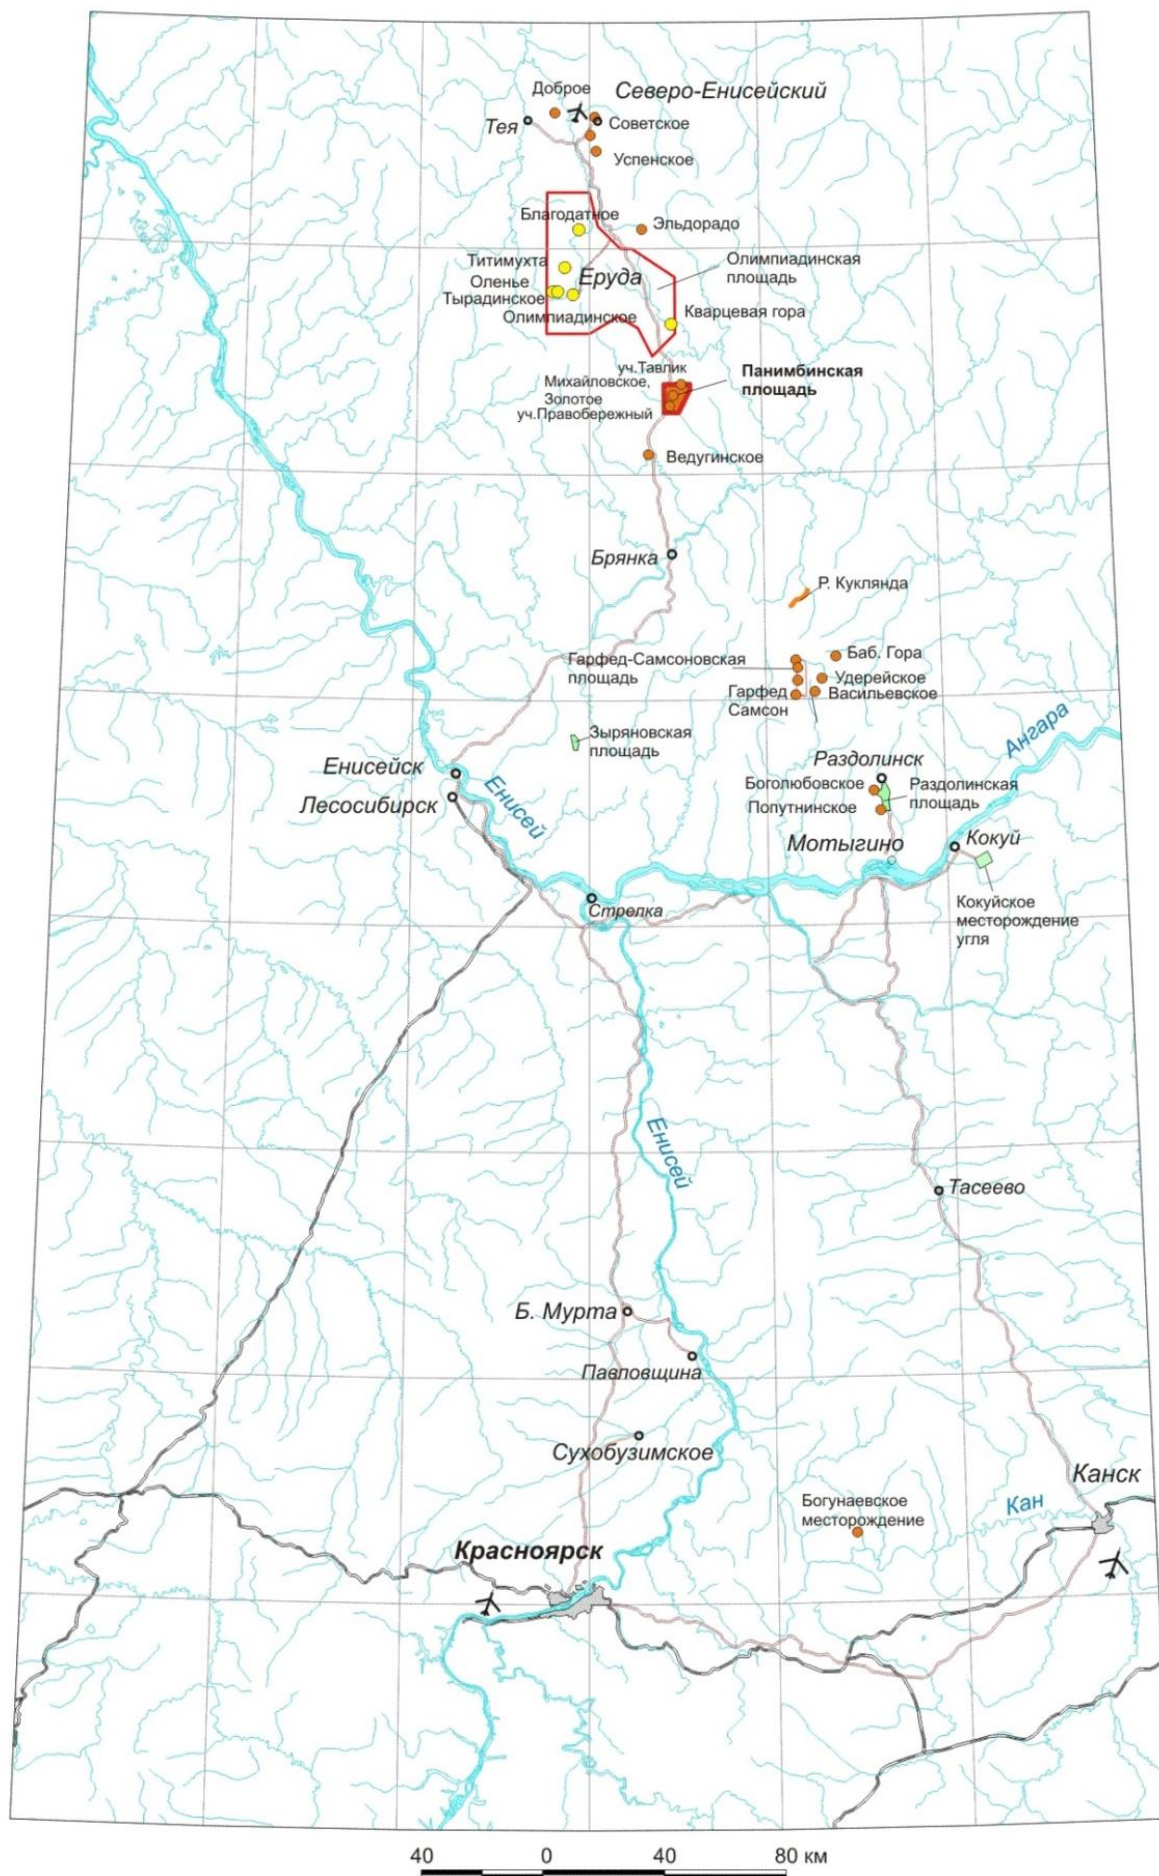 Доброе
Северо-Енисейский
Тея
Советское
Успенское
Благодатное
Эльдорадо
Титимухта
Еруда
Олимпиадинская
площадь
Оленье
Тырадинское
Олимпиадинское
Кварцевая гора
уч.Тавлик
Панимбинская
площадь
Михайловское,
Золотое
уч.Правобережный
Ведугинское
Брянка
Р. Куклянда
Гарфед-Самсоновская
площадь
Баб. Гора
Удерейское
Гарфед
Самсон
Васильевское
Зыряновская
площадь
Ангара
Енисейск
Раздолинск
Лесосибирск
Енисей
Боголюбовское
Попутнинское
Раздолинская
площадь
Мотыгино
Кокуй
Стрелка
Кокуйское
месторождение
угля
Енисей
Тасеево
Б. Мурта
Павловщина
Сухобузимское
Канск
Кан
Богунаевское
месторождение
Красноярск
40 0 40 80 км